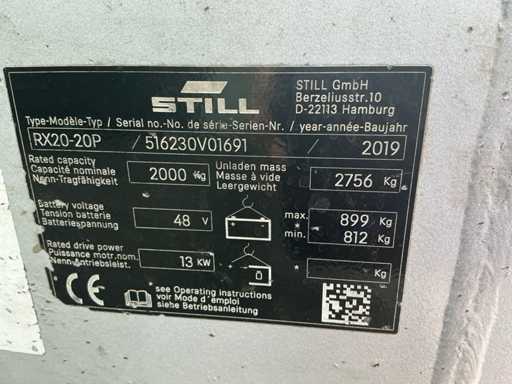 STILL
STILL GmbH
Berzeliusstr.10
D-22113 Hamburg
Type-Modèle-Typ / Serial no.-No. de série-Serien-Nr. / year-année-Baujahr
RX20-20P / 516230V01691 / 2019
Rated capacity
Capacité nominale
Nenn-Tragfähigkeit
2000 Kg
Unladen mass
Masse à vide
Leergewicht
2756 Kg
Battery voltage
Tension batterie
Batteriespannung
48 V
max. 899 Kg
* min. 812 Kg
Rated drive power
Puissance motr.nom.
Nenn-Antriebsleist.
13 KW
* Kg
CE
see Operating instructions
voir Mode d'emploi
siehe Betriebsanleitung